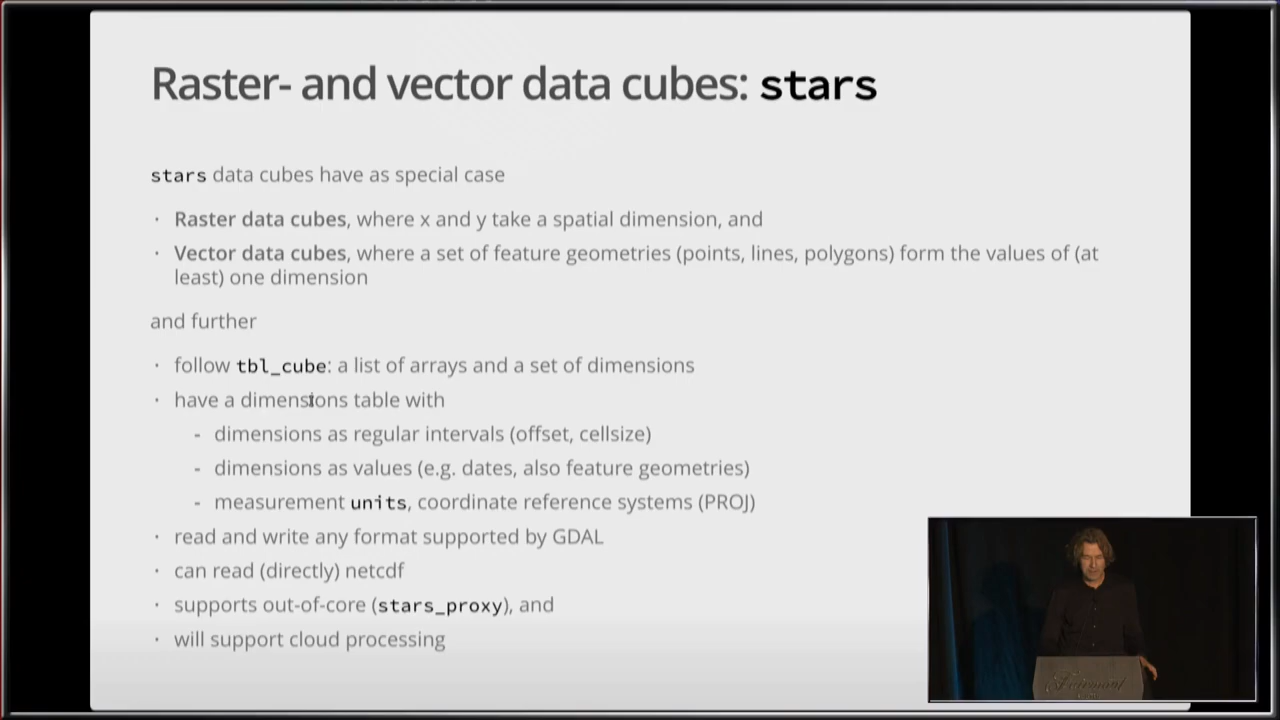 Raster- and vector data cubes: stars
stars data cubes have as special case
· Raster data cubes, where x and y take a spatial dimension, and
· Vector data cubes, where a set of feature geometries (points, lines, polygons) form the values of (at
least) one dimension
and further
· follow tbl_cube: a list of arrays and a set of dimensions
· have a dimensions table with
- dimensions as regular intervals (offset, cellsize)
- dimensions as values (e.g. dates, also feature geometries)
- measurement units, coordinate reference systems (PROJ)
· read and write any format supported by GDAL
· can read (directly) netcdf
· supports out-of-core (stars_proxy), and
· will support cloud processing
Fairmont